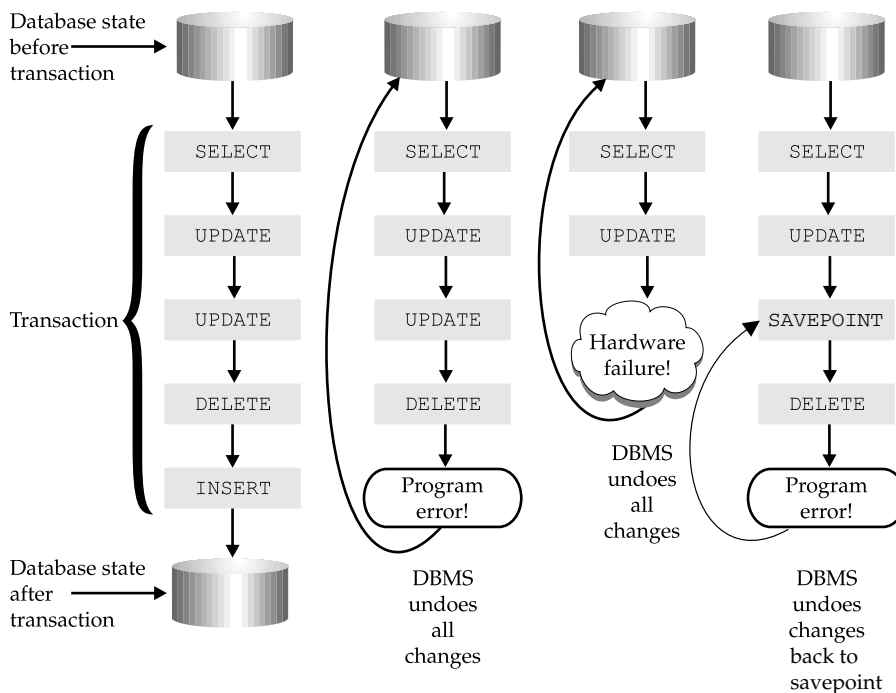 Database state
before
transaction
Transaction
Database state
after
transaction
SELECT
UPDATE
UPDATE
DELETE
INSERT
SELECT
UPDATE
UPDATE
DELETE
Program
error!
DBMS
undoes
all
changes
SELECT
UPDATE
Hardware
failure!
DBMS
undoes
all
changes
SELECT
UPDATE
SAVEPOINT
DELETE
Program
error!
DBMS
undoes
changes
back to
savepoint